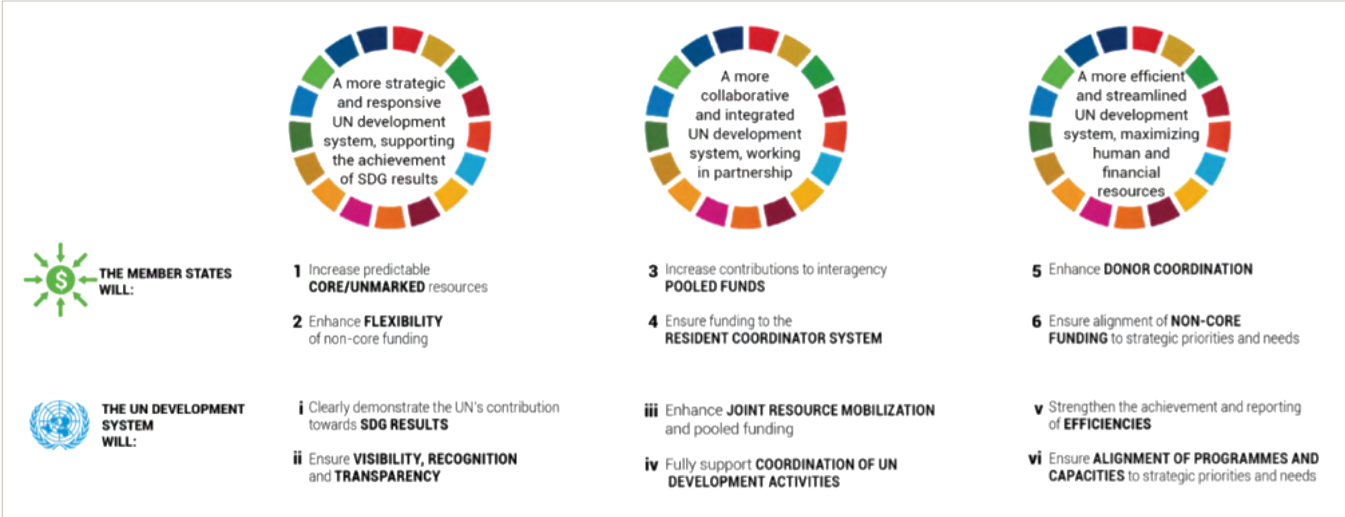 A more strategic
and responsive
UN development
system, supporting
the achievement
of SDG results
A more
collaborative
and integrated
UN development
system, working
in partnership
A more efficient
and streamlined
UN development
system, maximizing
human and
financial
resources
$
THE MEMBER STATES
WILL:
1 Increase predictable
CORE/UNMARKED resources
2 Enhance FLEXIBILITY
of non-core funding
3 Increase contributions to interagency
POOLED FUNDS
4 Ensure funding to the
RESIDENT COORDINATOR SYSTEM
5 Enhance DONOR COORDINATION
6 Ensure alignment of NON-CORE
FUNDING to strategic priorities and needs
THE UN DEVELOPMENT
SYSTEM
WILL:
i Clearly demonstrate the UN's contribution
towards SDG RESULTS
ii Ensure VISIBILITY, RECOGNITION
and TRANSPARENCY
iii Enhance JOINT RESOURCE MOBILIZATION
and pooled funding
iv Fully support COORDINATION OF UN
DEVELOPMENT ACTIVITIES
v Strengthen the achievement and reporting
of EFFICIENCIES
vi Ensure ALIGNMENT OF PROGRAMMES AND
CAPACITIES to strategic priorities and needs